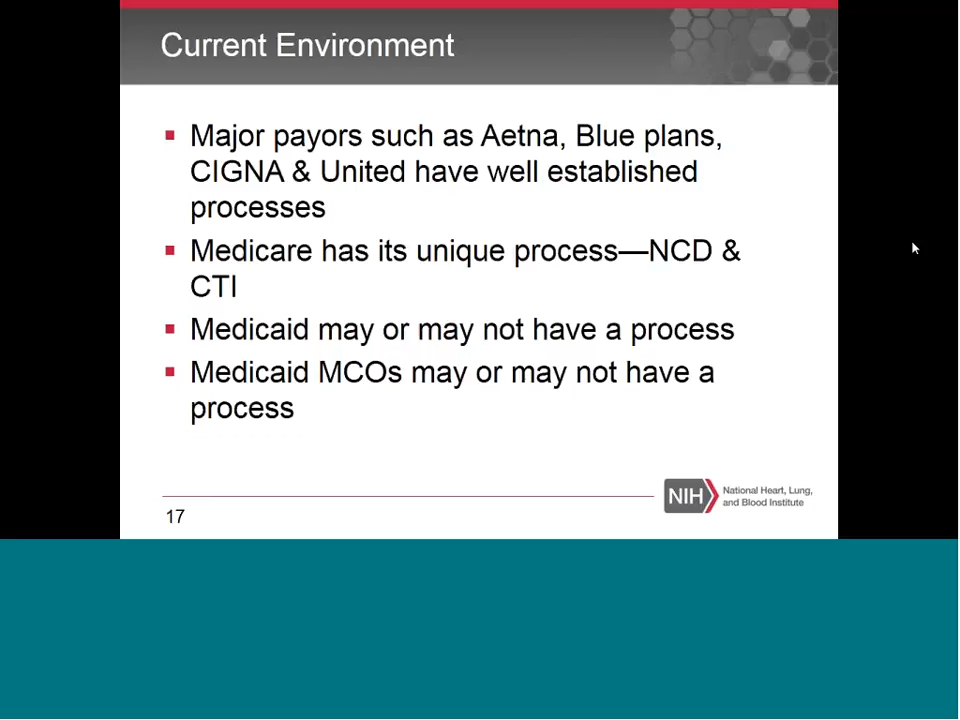 Current Environment
Major payors such as Aetna, Blue plans,
CIGNA & United have well established
processes
Medicare has its unique process—NCD &
CTI
Medicaid may or may not have a process
Medicaid MCOs may or may not have a
process
NIH National Heart, Lung,
and Blood Institute
17